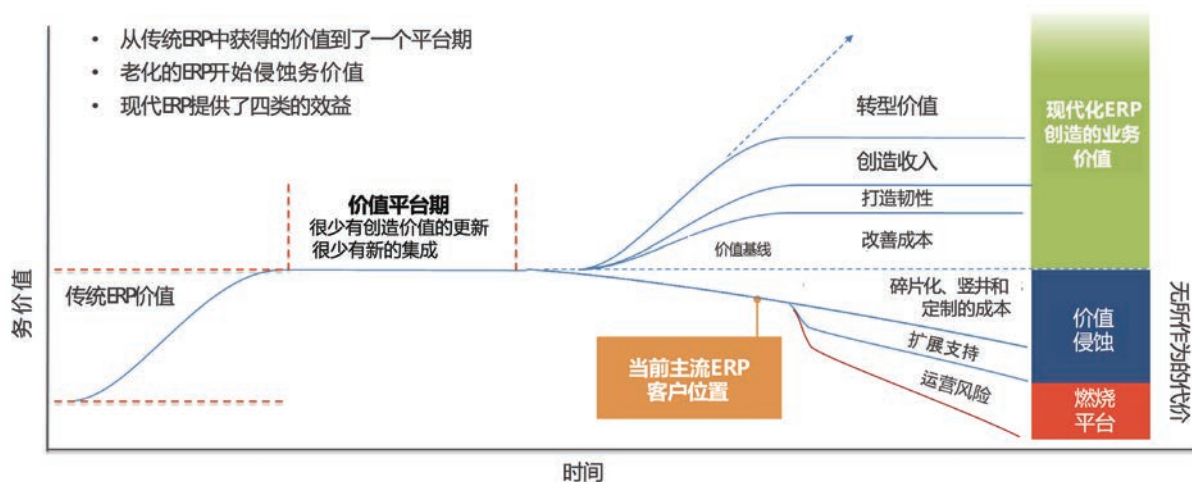 • 从传统ERP中获得的价值到了一个平台期
• 老化的ERP开始侵蚀务价值
• 现代ERP提供了四类的效益
价值平台期
很少有创造价值的更新
很少有新的集成
传统ERP价值
务价值
转型价值
创造收入
打造韧性
改善成本
价值基线
碎片化、竖井和
定制的成本
扩展支持
运营风险
当前主流ERP
客户位置
现代化ERP
创造的业务
价值
价值
侵蚀
燃烧
平台
无所作为的代价
时间